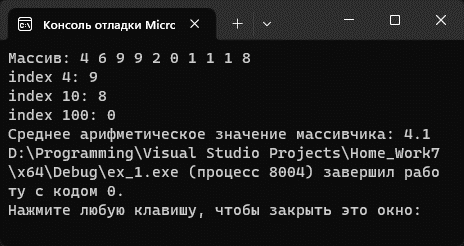 Консоль отладки Micrc
Массив: 4 6 9 9 2 0 1 1 1 8
index 4: 9
index 10: 8
index 100: 0
Среднее арифметическое значение массивчика: 4.1
D:\Programming\Visual Studio Projects\Home_Work7
\x64\Debug\ex_1.exe (процесс 8004) завершил рабо
ту с кодом 0.
Нажмите любую клавишу, чтобы закрыть это окно: